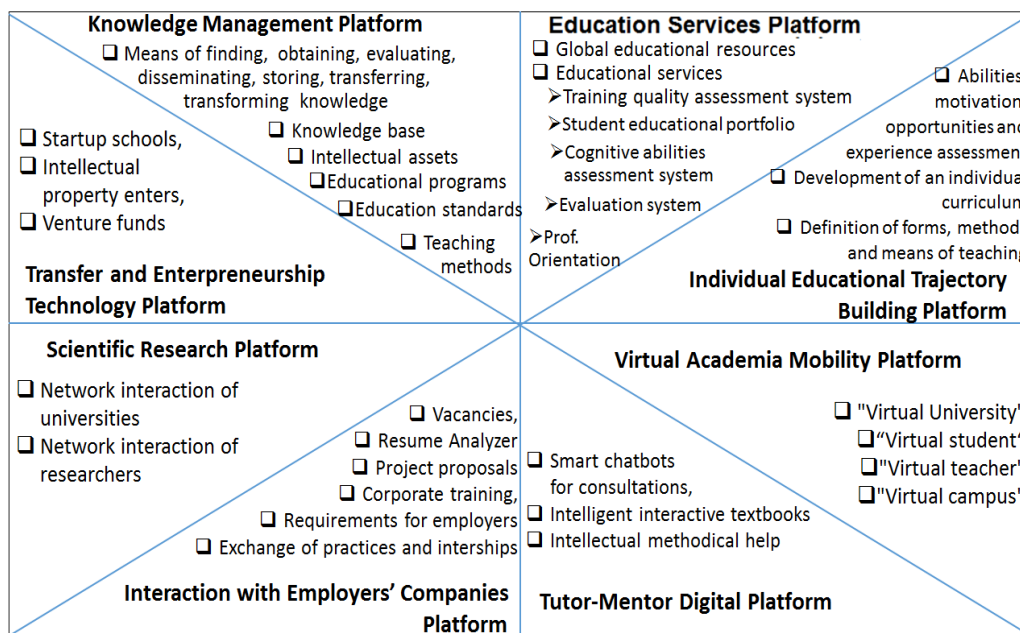 Knowledge Management Platform
❑ Means of finding, obtaining, evaluating,
disseminating, storing, transferring,
transforming knowledge
❑ Knowledge base
❑ Intellectual assets
❑ Educational programs
❑ Education standards
❑ Teaching
methods
❑ Startup schools,
❑ Intellectual
property enters,
❑ Venture funds
Transfer and Enterpreneurship
Technology Platform
Education Services Platform
❑ Global educational resources
❑ Educational services
➢Training quality assessment system
➢Student educational portfolio
➢Cognitive abilities
assessment system
➢Evaluation system
➢Prof.
Orientation
❑ Abilities
motivation
opportunities and
experience assessmen
❑ Development of an individua
curriculum
❑ Definition of forms, method
and means of teaching
Individual Educational Trajectory
Building Platform
Scientific Research Platform
❑ Network interaction of
universities
❑ Network interaction of
researchers
❑ Vacancies,
❑ Resume Analyzer
❑ Project proposals
❑ Corporate training,
❑ Requirements for employers
❑ Exchange of practices and interships
Interaction with Employers’ Companies
Platform
Virtual Academia Mobility Platform
❑ "Virtual University"
❑ “Virtual student“
❑ "Virtual teacher"
❑ "Virtual campus"
❑ Smart chatbots
for consultations,
❑ Intelligent interactive textbooks
❑ Intellectual methodical help
Tutor-Mentor Digital Platform